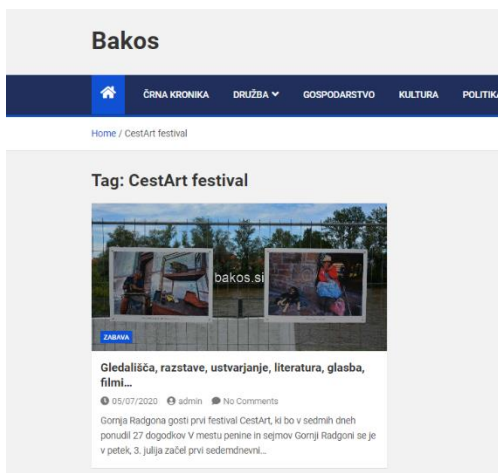 Bakos
ČRNA KRONIKA DRUŽBA GOSPODARSTVO KULTURA POLITIKA
Home / CestArt festival
Tag: CestArt festival
bakos.si
ZABAVA
Gledališča, razstave, ustvarjanje, literatura, glasba,
filmi...
05/07/2020 admin No Comments
Gornja Radgona gosti prvi festival CestArt, ki bo v sedmih dneh
ponudil 27 dogodkov V mestu penine in sejmov Gornji Radgoni se je
v petek, 3. julija začel prvi sedemdnevni...